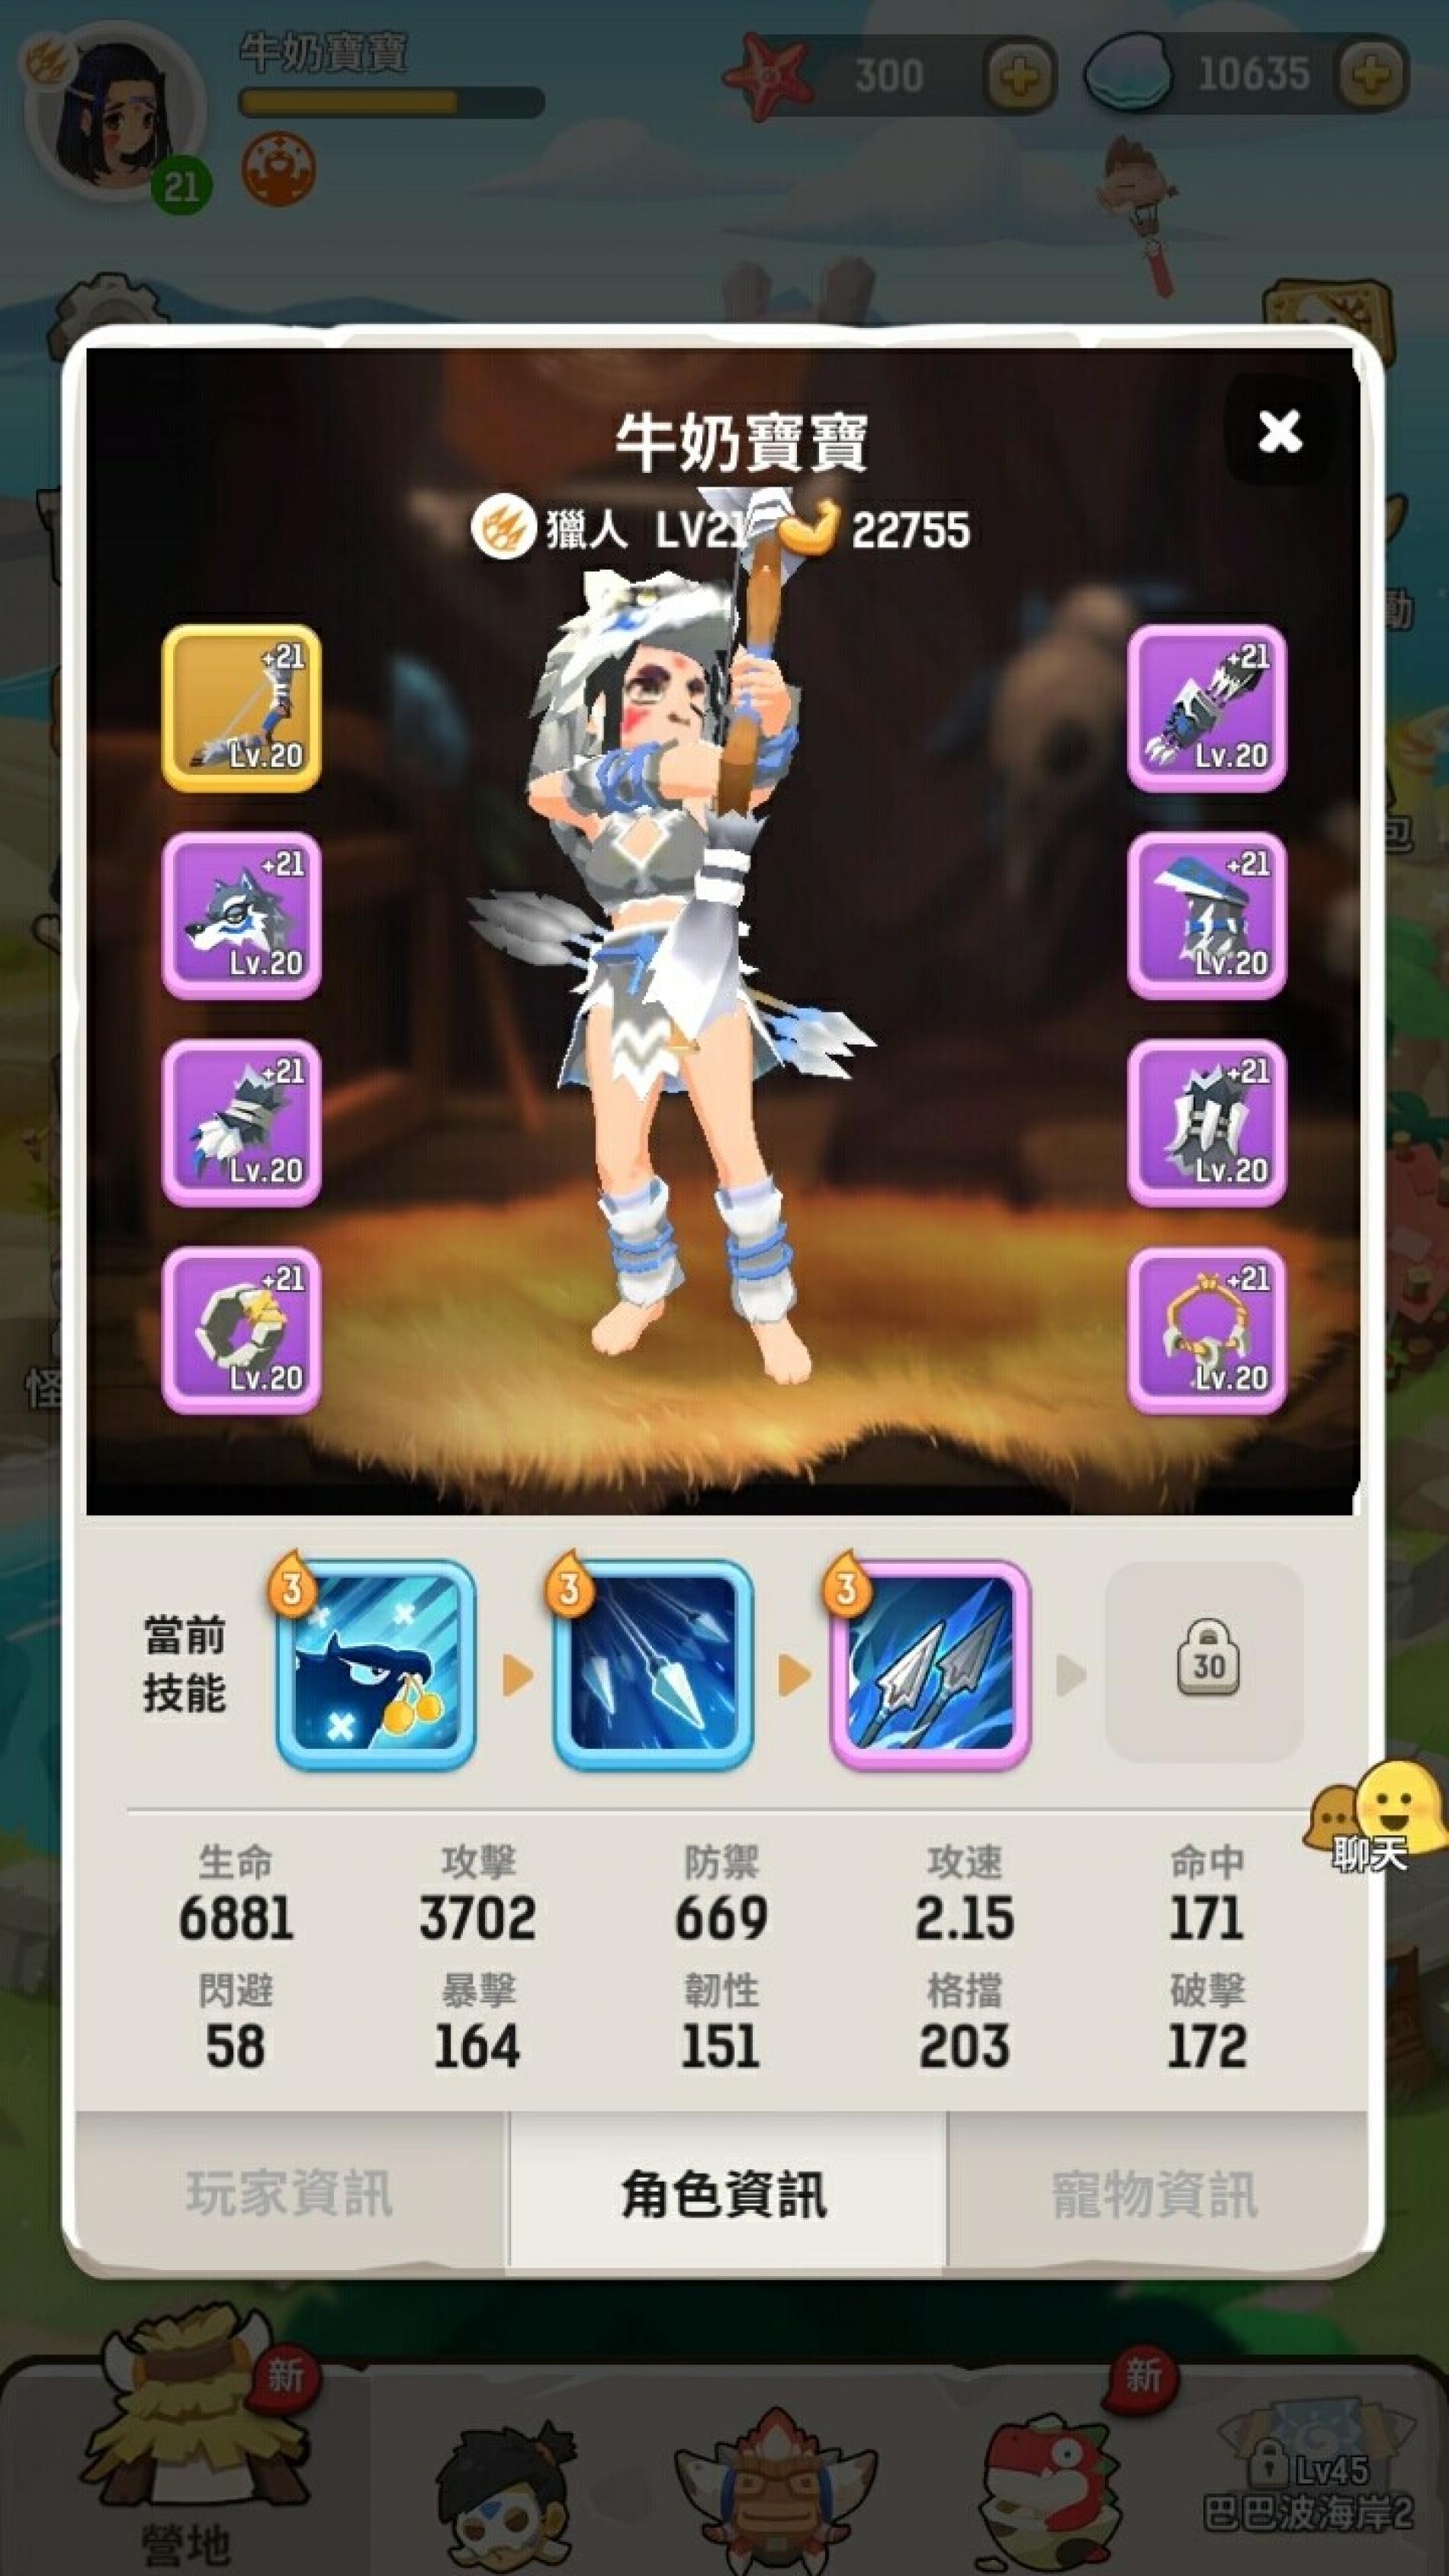 牛奶寶寶
300
10635
21
牛奶寶寶
獵人 LV21 22755
+21
Lv.20
+21
Lv.20
+21
Lv.20
+21
Lv.20
+21
Lv.20
+21
Lv.20
+21
Lv.20
+21
Lv.20
當前
技能
3
3
3
30
聊天
生命 攻擊 防禦 攻速 命中
6881 3702 669 2.15 171
閃避 暴擊 韌性 格擋 破擊
58 164 151 203 172
玩家資訊 角色資訊 寵物資訊
新
新
Lv45
巴巴波海岸2
營地